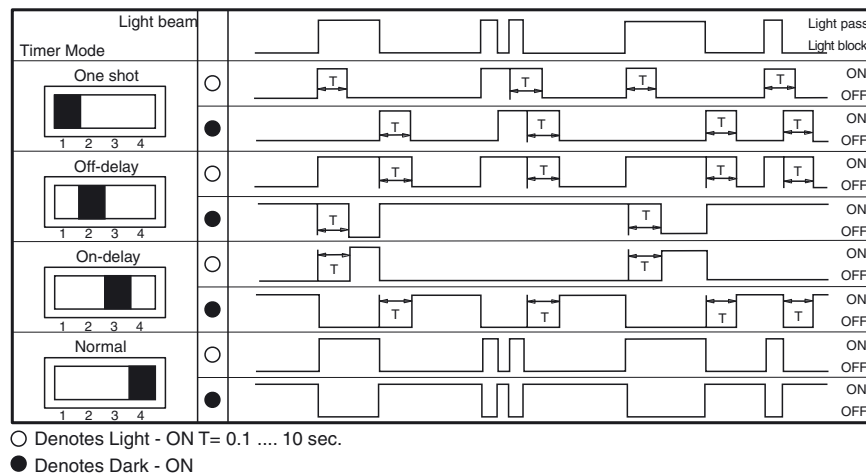 Light beam
Light pass
Timer Mode
Light block
One shot
T T T T
ON
OFF
1 2 3 4
T T T T
ON
OFF
Off-delay
T T T T
ON
OFF
1 2 3 4
T T
ON
OFF
On-delay
T T
ON
OFF
1 2 3 4
T T T T
ON
OFF
Normal
ON
OFF
1 2 3 4
ON
OFF
Denotes Light - ON T= 0.1 .... 10 sec.
Denotes Dark - ON